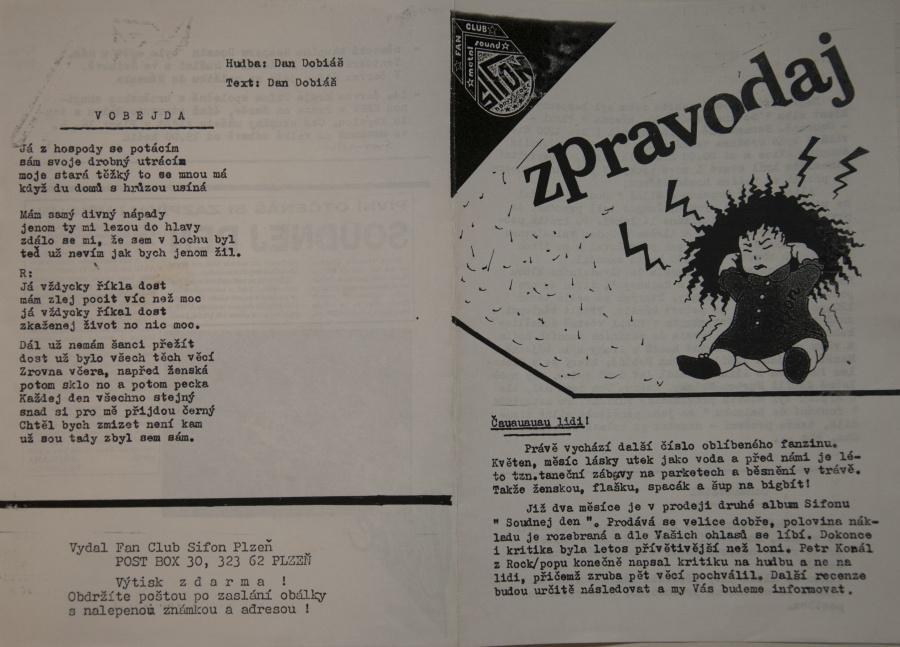 Hudba: Dan Dobiáš
Text: Dan Dobiáš
VOBEJDA
Já z hospody se potácím
sám svoje drobný utrácím
moje stará těžký to se mnou má
když du domů s hrůzou usíná
Mám samý divný nápady
jenom ty mi lezou do hlavy
zdálo se mi, že sem v lochu byl
teď už nevím jak bych jenom žil.
R:
Já vždycky říkla dost
mám zlej pocit víc než moc
já vždycky říkal dost
zkaženej život no nic moc.
Dál už nemám šanci přežít
dost už bylo všech těch věcí
Zrovna včera, napřed ženská
potom sklo no a potom pecka
Každej den všechno stejný
snad si pro mě přijdou černý
Chtěl bych zmizet není kam
už sou tady zbyl sem sám.
Vydal Fan Club Sifon Plzeň
POST BOX 30, 323 62 PLZEŇ
Výtisk z d a r m a !
Obdržíte poštou po zaslání obálky
s nalepenou známkou a adresou !
FAN CLUB
metal sound
SIFON
zpravodaj
Čauauauau lidi!
Právě vychází další číslo oblíbeného fanzinu.
Květen, měsíc lásky utek jako voda a před námi je lé-
to tzn.taneční zábavy na parketech a běsnění v trávě.
Takže ženskou, flašku, spacák a šup na bigbít!
Již dva měsíce je v prodeji druhé album Sifonu
" Soudnej den ". Prodává se velice dobře, polovina nák-
ladu je rozebraná a dle Vašich ohlasů se líbí. Dokonce
i kritika byla letos přívětivější než loni. Petr Korál
z Rock/popu konečně napsal kritiku na hudbu a ne na
lidi, přičemž zruba pět věcí pochválil. Další recenze
budou určitě následovat a my Vás budeme informovat.